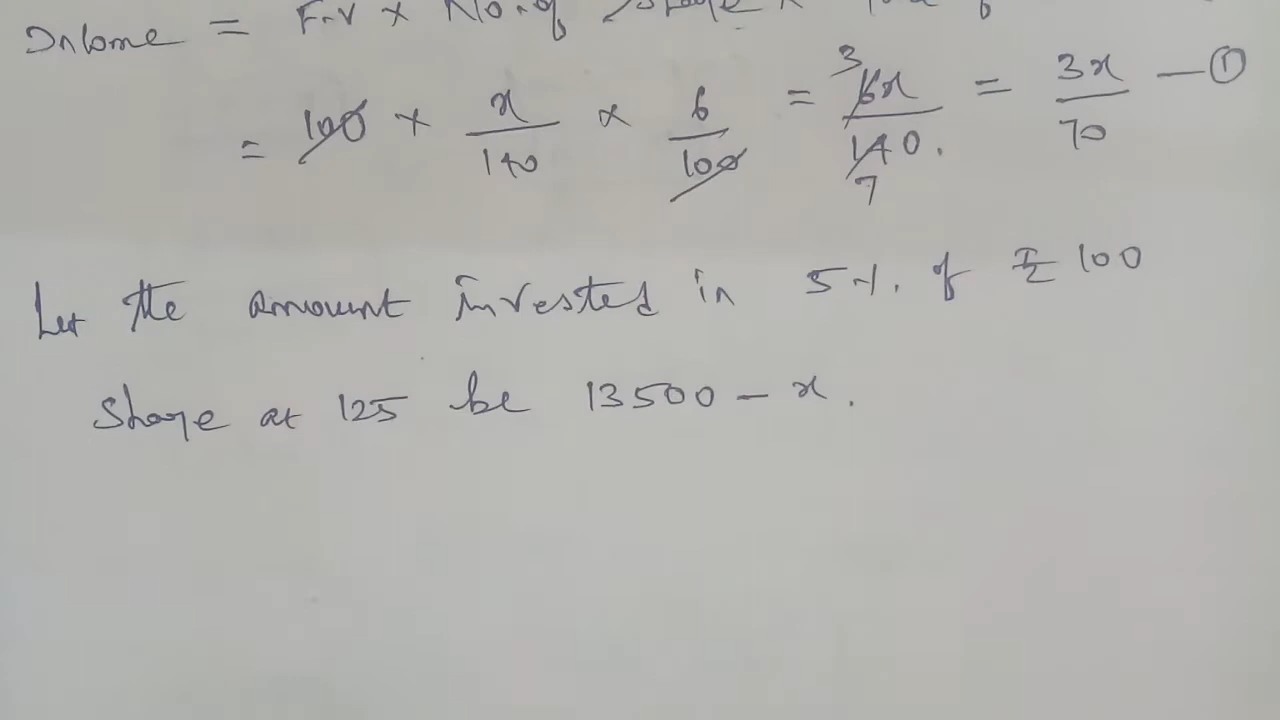 Income = F.V × No. of Share ×
= 100 × x/140 × 6/100 = 3 6x/140. 7 = 3x/70 — ①
Let the amount invested in 5%. of ₹ 100
Share at 125 be 13500 - x.